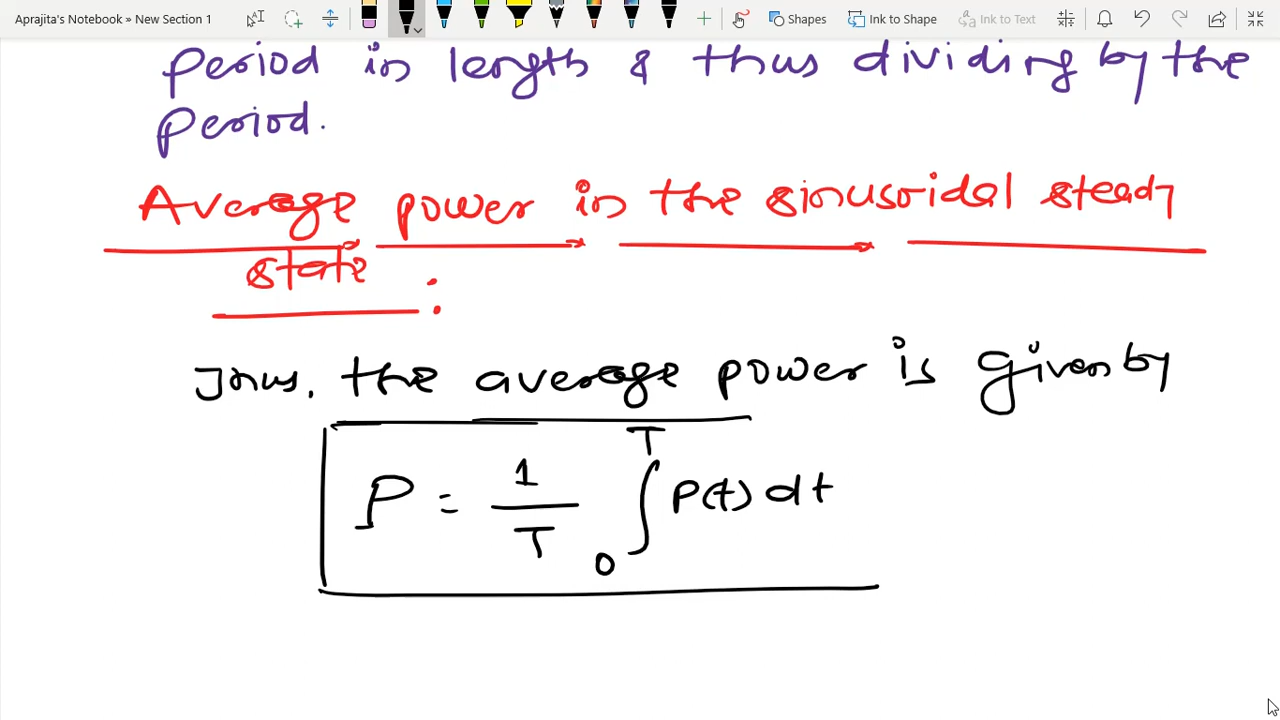 Aprajita's Notebook » New Section 1
Shapes Ink to Shape Ink to Text
Period in length & thus dividing by the
Period.
Average power in the sinusoidal steady
state :
Thus, the average power is given by
P = 1/T ∫₀ᵀ P(t) dt